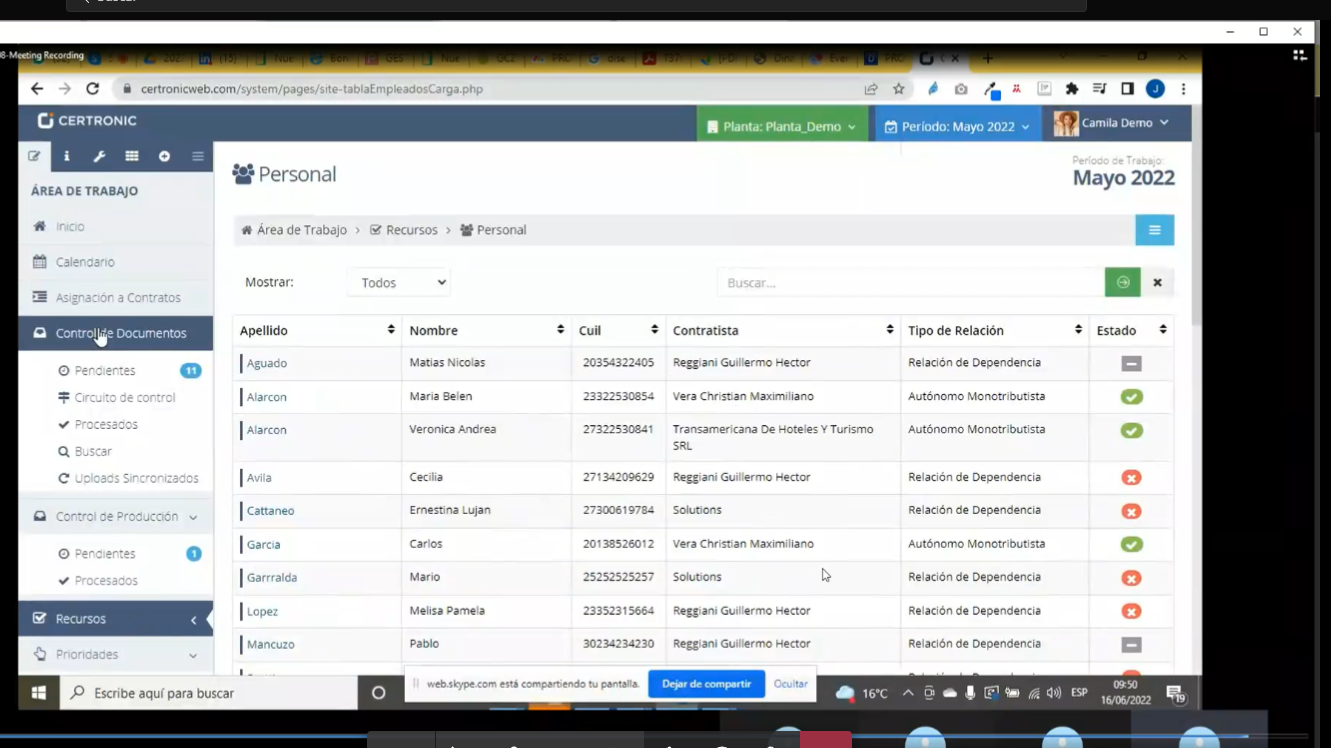 8-Meeting Recording
certronicweb.com/system/pages/site-tablaEmpleadosCarga.php
CERTRONIC
Planta: Planta_Demo
Período: Mayo 2022
Camila Demo
ÁREA DE TRABAJO
Inicio
Calendario
Asignación a Contratos
Control de Documentos
Pendientes 11
Circuito de control
Procesados
Buscar
Uploads Sincronizados
Control de Producción
Pendientes 1
Procesados
Recursos
Prioridades
Personal
Período de Trabajo:
Mayo 2022
Área de Trabajo > Recursos > Personal
Mostrar: Todos Buscar...
Apellido Nombre Cuil Contratista Tipo de Relación Estado
Aguado Matias Nicolas 20354322405 Reggiani Guillermo Hector Relación de Dependencia
Alarcon Maria Belen 23322530854 Vera Christian Maximiliano Autónomo Monotributista
Alarcon Veronica Andrea 27322530841 Transamericana De Hoteles Y Turismo Autónomo Monotributista
SRL
Avila Cecilia 27134209629 Reggiani Guillermo Hector Relación de Dependencia
Cattaneo Ernestina Lujan 27300619784 Solutions Relación de Dependencia
Garcia Carlos 20138526012 Vera Christian Maximiliano Autónomo Monotributista
Garrralda Mario 25252525257 Solutions Relación de Dependencia
Lopez Melisa Pamela 23352315664 Reggiani Guillermo Hector Relación de Dependencia
Mancuzo Pablo 30234234230 Reggiani Guillermo Hector Relación de Dependencia
web.skype.com está compartiendo tu pantalla. Dejar de compartir Ocultar
Escribe aquí para buscar
16°C
ESP
09:50
16/06/2022
19